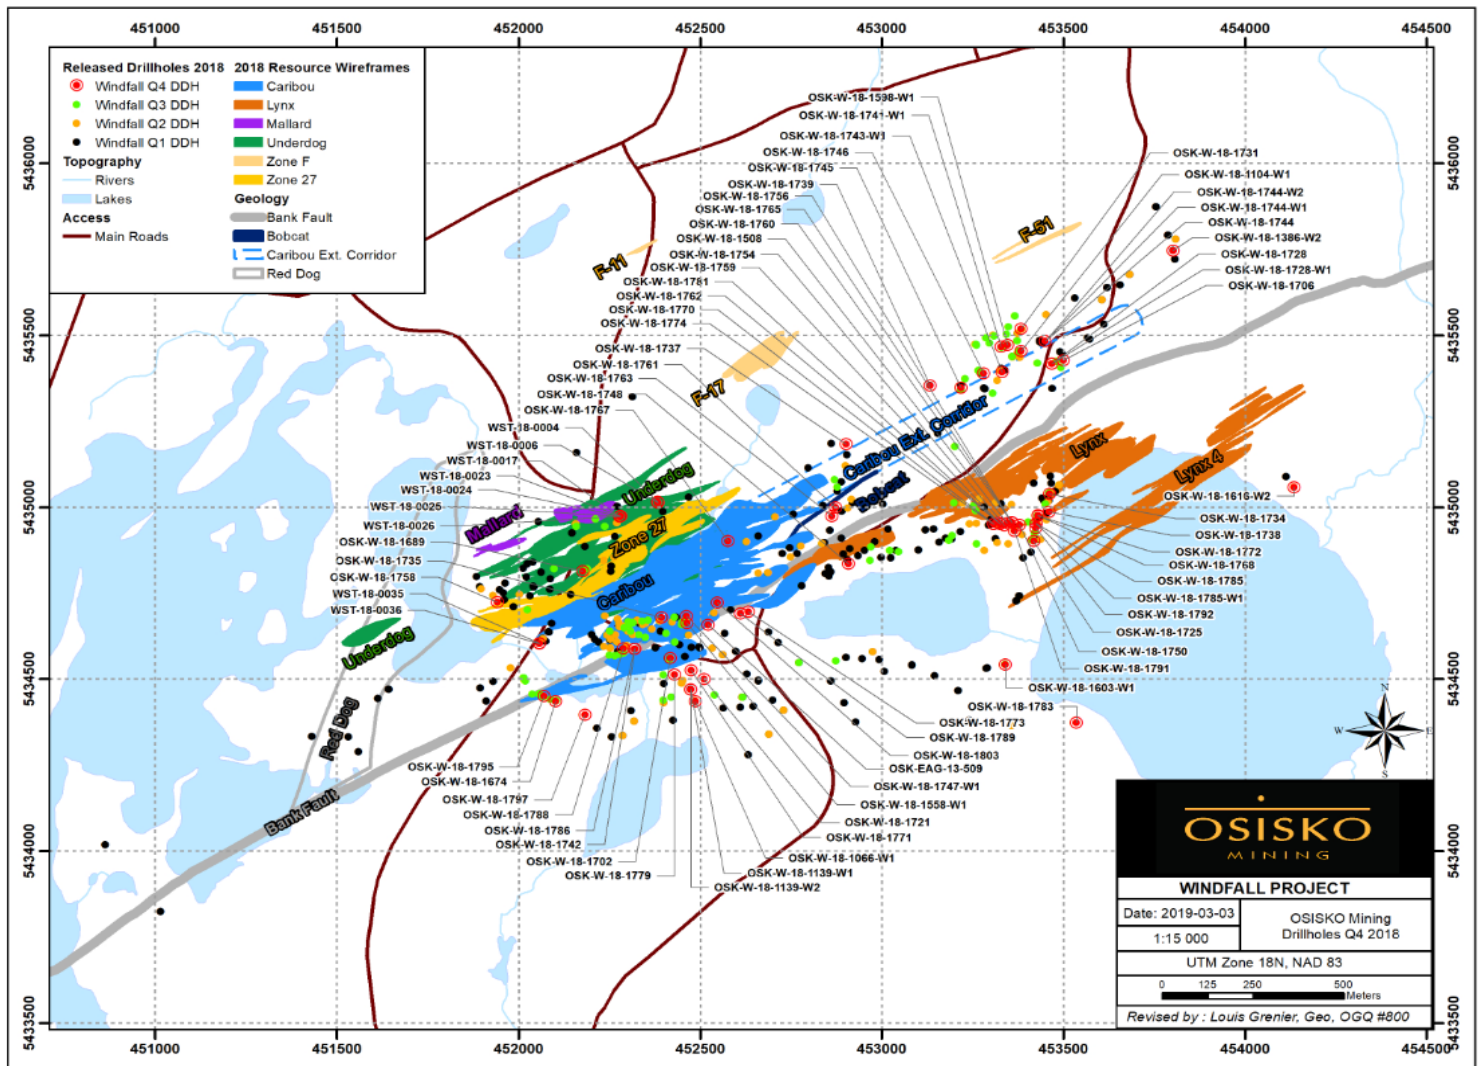 451000 451500 452000 452500 453000 453500 454000 454500
Released Drillholes 2018
Windfall Q4 DDH
Windfall Q3 DDH
Windfall Q2 DDH
Windfall Q1 DDH
Topography
Rivers
Lakes
Access
Main Roads
2018 Resource Wireframes
Caribou
Lynx
Mallard
Underdog
Zone F
Zone 27
Geology
Bank Fault
Bobcat
Caribou Ext. Corridor
Red Dog
5436000
5435500
5435000
5434500
5434000
5433500
OSK-W-18-1598-W1
OSK-W-18-1741-W1
OSK-W-18-1743-W1
OSK-W-18-1746
OSK-W-18-1745
OSK-W-18-1739
OSK-W-18-1756
OSK-W-18-1765
OSK-W-18-1760
OSK-W-18-1508
OSK-W-18-1754
OSK-W-18-1759
OSK-W-18-1781
OSK-W-18-1762
OSK-W-18-1770
OSK-W-18-1774
OSK-W-18-1737
OSK-W-18-1761
OSK-W-18-1763
OSK-W-18-1748
OSK-W-18-1767
WST-18-0004
WST-18-0006
WST-18-0017
WST-18-0023
WST-18-0024
WST-18-0025
WST-18-0026
OSK-W-18-1689
OSK-W-18-1735
OSK-W-18-1758
WST-18-0035
WST-18-0036
OSK-W-18-1731
OSK-W-18-1104-W1
OSK-W-18-1744-W2
OSK-W-18-1744-W1
OSK-W-18-1744
OSK-W-18-1386-W2
OSK-W-18-1728
OSK-W-18-1728-W1
OSK-W-18-1706
F-11
F-51
F-17
Caribou Ext. Corridor
Bobcat
Lynx
Lynx 4
Underdog
Mallard
Zone 27
Caribou
Underdog
Red Dog
Bank Fault
OSK-W-18-1616-W2
OSK-W-18-1734
OSK-W-18-1738
OSK-W-18-1772
OSK-W-18-1768
OSK-W-18-1785
OSK-W-18-1785-W1
OSK-W-18-1792
OSK-W-18-1725
OSK-W-18-1750
OSK-W-18-1791
OSK-W-18-1603-W1
OSK-W-18-1783
OSK-W-18-1773
OSK-W-18-1789
OSK-W-18-1803
OSK-EAG-13-509
OSK-W-18-1747-W1
OSK-W-18-1558-W1
OSK-W-18-1721
OSK-W-18-1771
OSK-W-18-1066-W1
OSK-W-18-1139-W1
OSK-W-18-1139-W2
OSK-W-18-1795
OSK-W-18-1674
OSK-W-18-1797
OSK-W-18-1788
OSK-W-18-1786
OSK-W-18-1742
OSK-W-18-1702
OSK-W-18-1779
N
W E
S
OSISKO
MINING
WINDFALL PROJECT
Date: 2019-03-03
1:15 000
OSISKO Mining
Drillholes Q4 2018
UTM Zone 18N, NAD 83
0 125 250 500
Meters
Revised by : Louis Grenier, Geo, OGQ #800
5436000
5435500
5435000
5434500
5434000
5433500
451000 451500 452000 452500 453000 453500 454000 454500